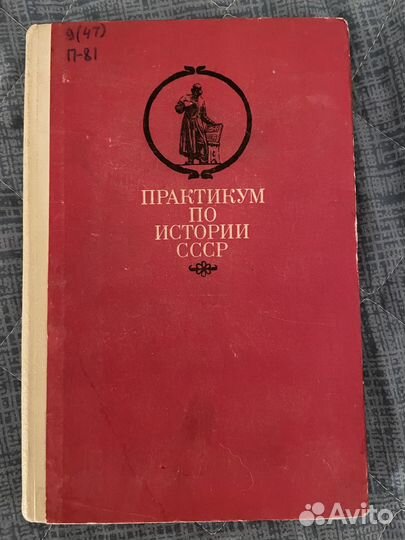 9(47)
П-81
ПРАКТИКУМ
ПО
ИСТОРИИ
СССР
Avito